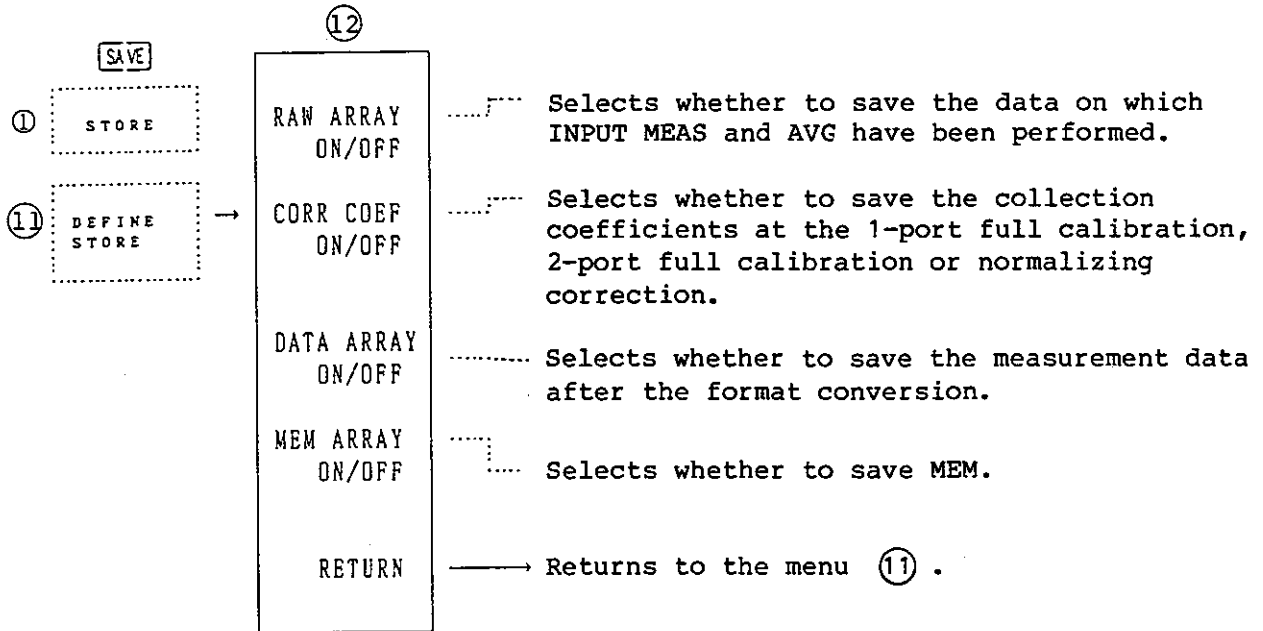 ⑫
SAVE
① STORE
⑪ DEFINE
STORE
→
RAW ARRAY
ON/OFF
Selects whether to save the data on which
INPUT MEAS and AVG have been performed.
CORR COEF
ON/OFF
Selects whether to save the collection
coefficients at the 1-port full calibration,
2-port full calibration or normalizing
correction.
DATA ARRAY
ON/OFF
Selects whether to save the measurement data
after the format conversion.
MEM ARRAY
ON/OFF
Selects whether to save MEM.
RETURN → Returns to the menu ⑪ .